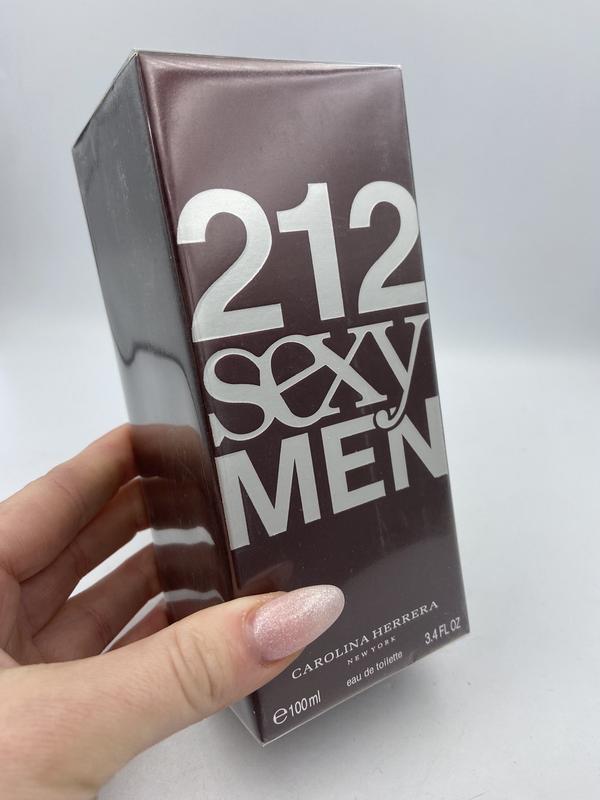 212
sexy
MEN
CAROLINA HERRERA
NEW YORK
eau de toilette
℮100ml
3.4 FL OZ